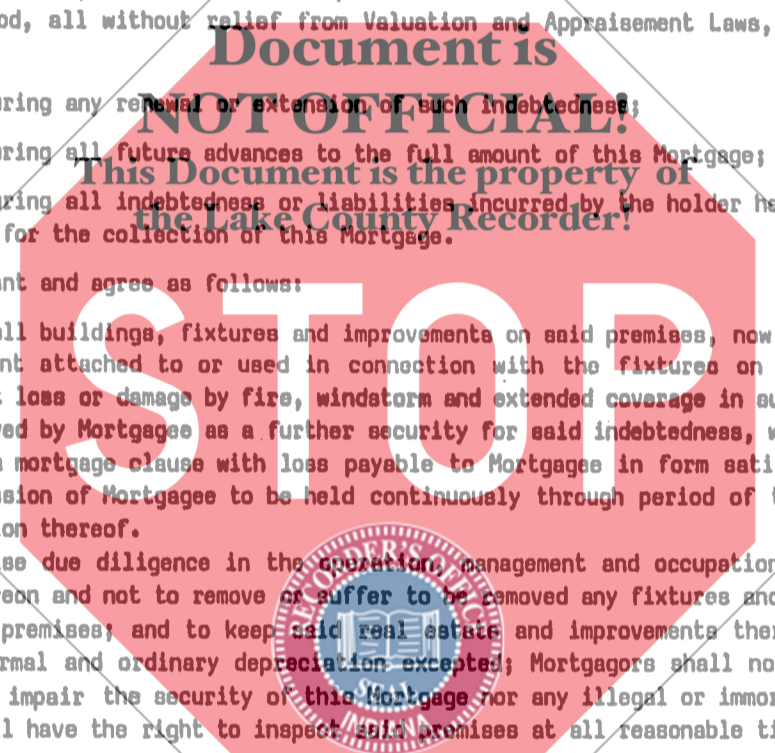 od, all without relief from Valuation and Appraisement Laws,
Document is
ring any renewal or extension of such indebtedness;
NOT OFFICIAL!
ring all future advances to the full amount of this Mortgage;
This Document is the property of
ring all indebtedness or liabilities incurred by the holder he
the Lake County Recorder!
for the collection of this Mortgage.
nt and agree as follows:
STOP
ll buildings, fixtures and improvements on said premises, now
nt attached to or used in connection with the fixtures on
loss or damage by fire, windstorm and extended coverage in su
ed by Mortgagee as a further security for said indebtedness, w
mortgage clause with loss payable to Mortgagee in form sati
sion of Mortgagee to be held continuously through period of t
on thereof.
se due diligence in the operation, management and occupation
eon and not to remove or suffer to be removed any fixtures and
premises; and to keep said real estate and improvements ther
rmal and ordinary depreciation excepted; Mortgagors shall no
impair the security of this Mortgage nor any illegal or immor
l have the right to inspect said premises at all reasonable ti
RECORDER'S OFFICE
SEAL
INDIANA